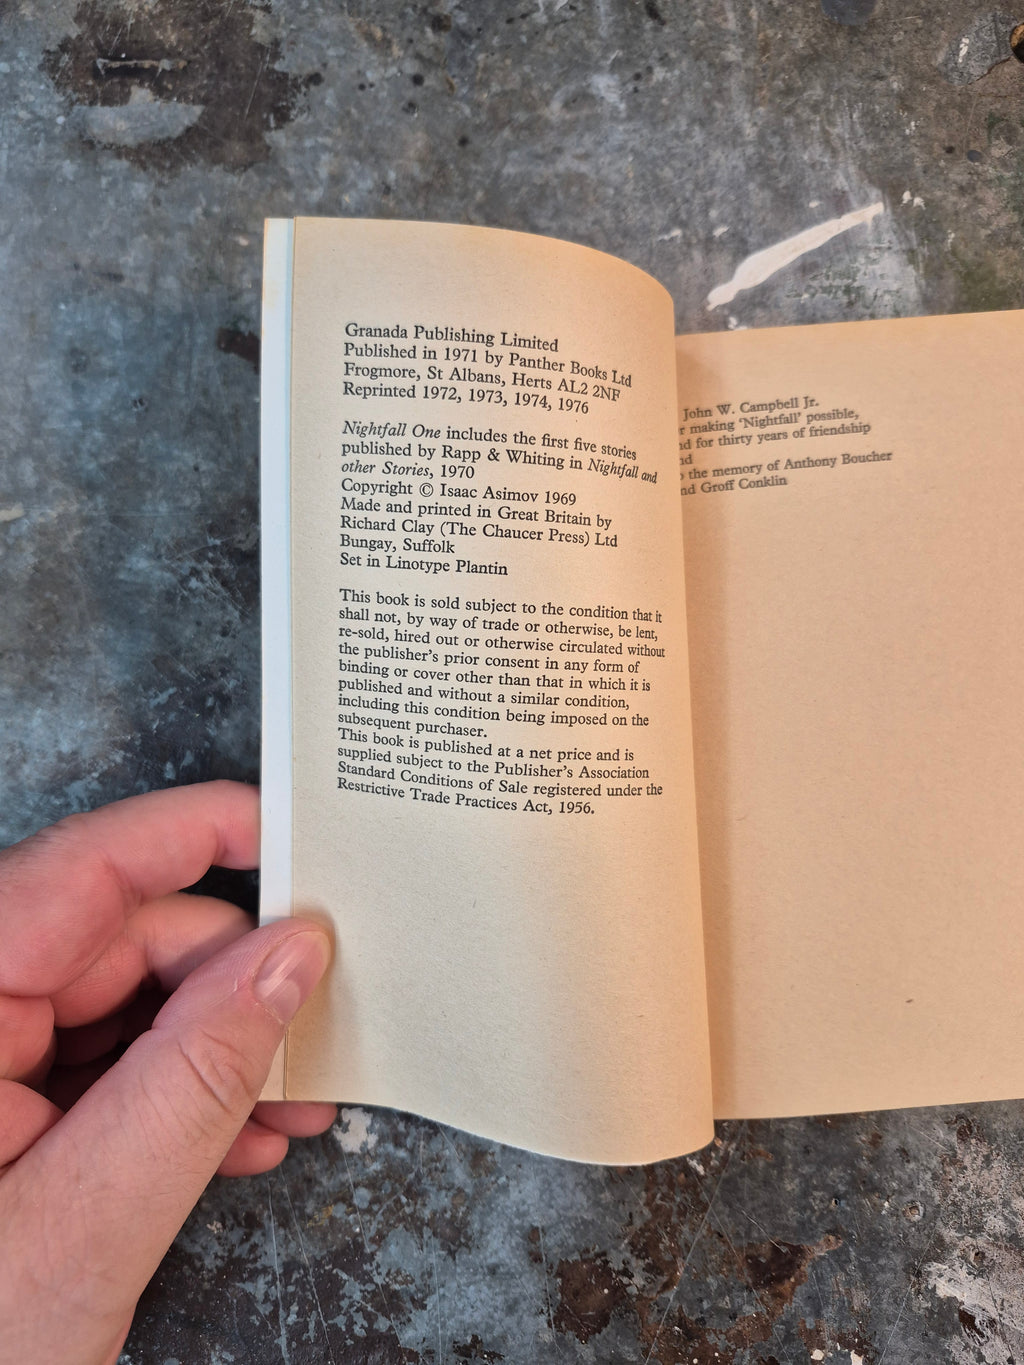 Granada Publishing Limited
Published in 1971 by Panther Books Ltd
Frogmore, St Albans, Herts AL2 2NF
Reprinted 1972, 1973, 1974, 1976
Nightfall One includes the first five stories
published by Rapp & Whiting in Nightfall and
other Stories, 1970
Copyright © Isaac Asimov 1969
Made and printed in Great Britain by
Richard Clay (The Chaucer Press) Ltd
Bungay, Suffolk
Set in Linotype Plantin
This book is sold subject to the condition that it
shall not, by way of trade or otherwise, be lent,
re-sold, hired out or otherwise circulated without
the publisher's prior consent in any form of
binding or cover other than that in which it is
published and without a similar condition,
including this condition being imposed on the
subsequent purchaser.
This book is published at a net price and is
supplied subject to the Publisher's Association
Standard Conditions of Sale registered under the
Restrictive Trade Practices Act, 1956.
John W. Campbell Jr.
making 'Nightfall' possible,
for thirty years of friendship
the memory of Anthony Boucher
Groff Conklin